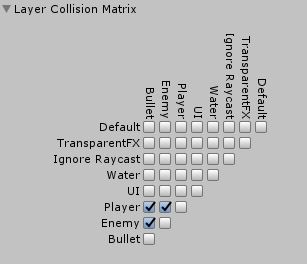 Layer Collision Matrix
Bullet
Enemy
Player
UI
Water
Ignore Raycast
TransparentFX
Default
Default
TransparentFX
Ignore Raycast
Water
UI
Player
Enemy
Bullet